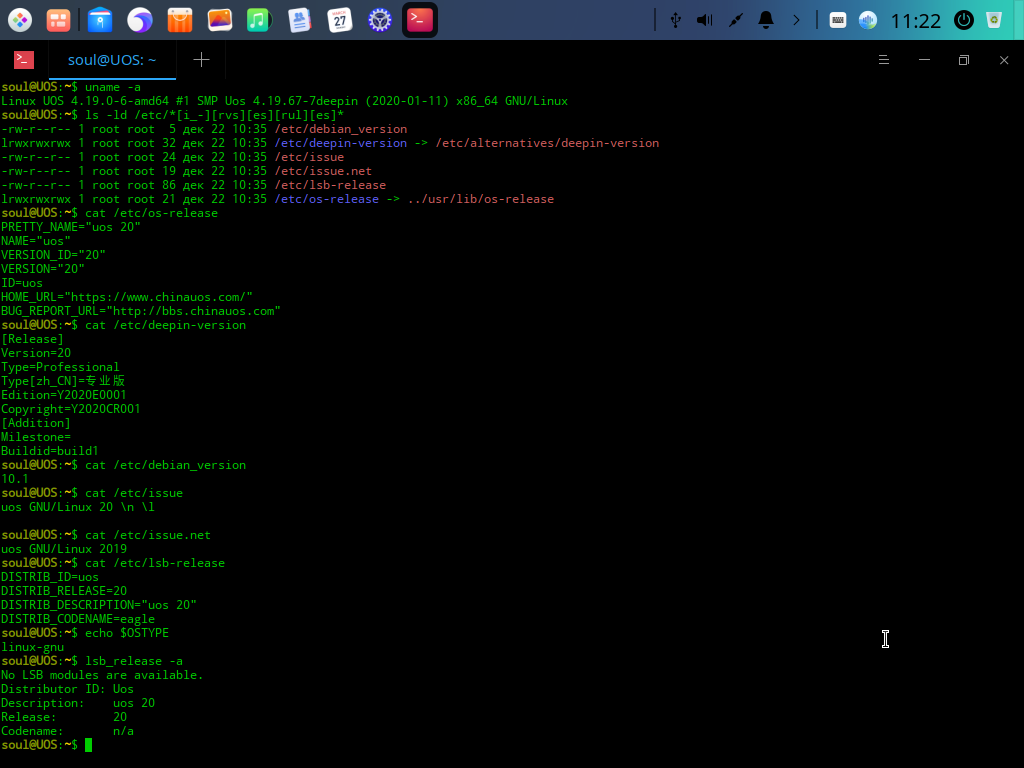 MARCH
27
11:22
soul@UOS: ~
soul@UOS:~$ uname -a
Linux UOS 4.19.0-6-amd64 #1 SMP Uos 4.19.67-7deepin (2020-01-11) x86_64 GNU/Linux
soul@UOS:~$ ls -ld /etc/*[i_-][rvs][es][rul][es]*
-rw-r--r-- 1 root root  5 дек 22 10:35 /etc/debian_version
lrwxrwxrwx 1 root root 32 дек 22 10:35 /etc/deepin-version -> /etc/alternatives/deepin-version
-rw-r--r-- 1 root root 24 дек 22 10:35 /etc/issue
-rw-r--r-- 1 root root 19 дек 22 10:35 /etc/issue.net
-rw-r--r-- 1 root root 86 дек 22 10:35 /etc/lsb-release
lrwxrwxrwx 1 root root 21 дек 22 10:35 /etc/os-release -> ../usr/lib/os-release
soul@UOS:~$ cat /etc/os-release
PRETTY_NAME="uos 20"
NAME="uos"
VERSION_ID="20"
VERSION="20"
ID=uos
HOME_URL="https://www.chinauos.com/"
BUG_REPORT_URL="http://bbs.chinauos.com"
soul@UOS:~$ cat /etc/deepin-version
[Release]
Version=20
Type=Professional
Type[zh_CN]=专业版
Edition=Y2020E0001
Copyright=Y2020CR001
[Addition]
Milestone=
Buildid=build1
soul@UOS:~$ cat /etc/debian_version
10.1
soul@UOS:~$ cat /etc/issue
uos GNU/Linux 20 \n \l
soul@UOS:~$ cat /etc/issue.net
uos GNU/Linux 2019
soul@UOS:~$ cat /etc/lsb-release
DISTRIB_ID=uos
DISTRIB_RELEASE=20
DISTRIB_DESCRIPTION="uos 20"
DISTRIB_CODENAME=eagle
soul@UOS:~$ echo $OSTYPE
linux-gnu
soul@UOS:~$ lsb_release -a
No LSB modules are available.
Distributor ID: Uos
Description:    uos 20
Release:        20
Codename:       n/a
soul@UOS:~$